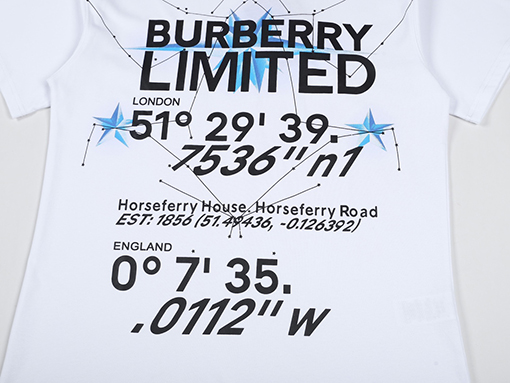 BURBERRY
LIMITED
LONDON
51° 29' 39.
7536" n1
Horseferry House. Horseferry Road
EST: 1856 (51.49436, -0.126392)
ENGLAND
0° 7' 35.
.0112" W